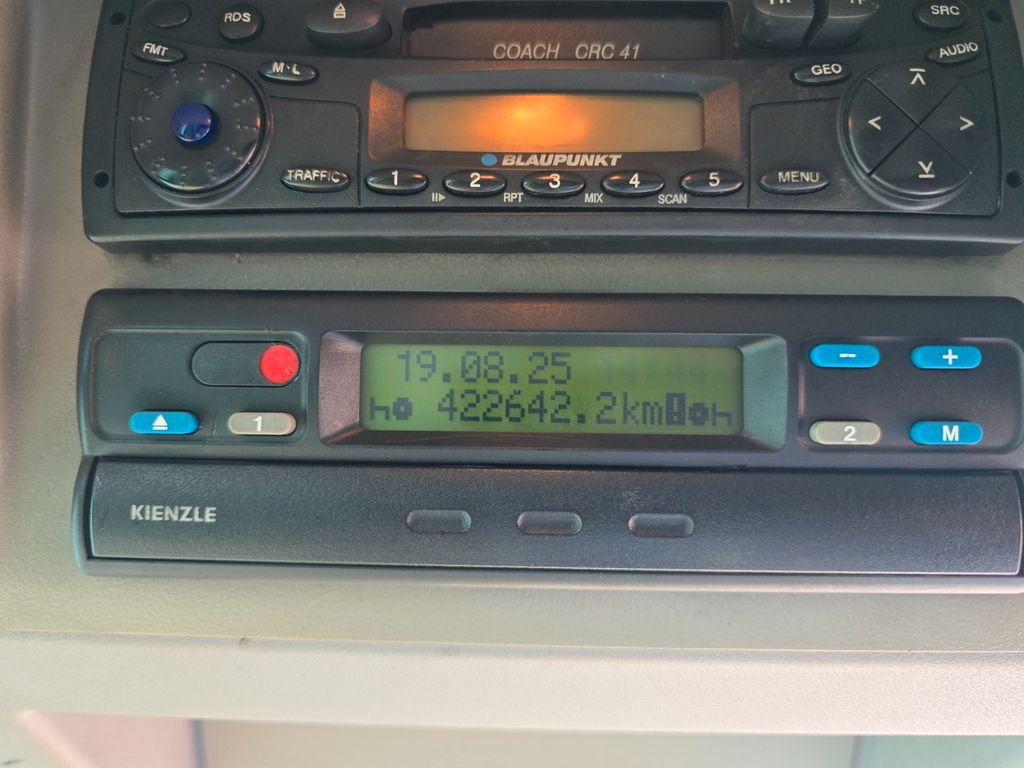 RDS
SRC
COACH CRC 41
FMT
AUDIO
M·L
GEO
BLAUPUNKT
TRAFFIC
1 2 3 4 5
MENU
RPT MIX SCAN
19.08.25
422642.2km
1
2
M
KIENZLE